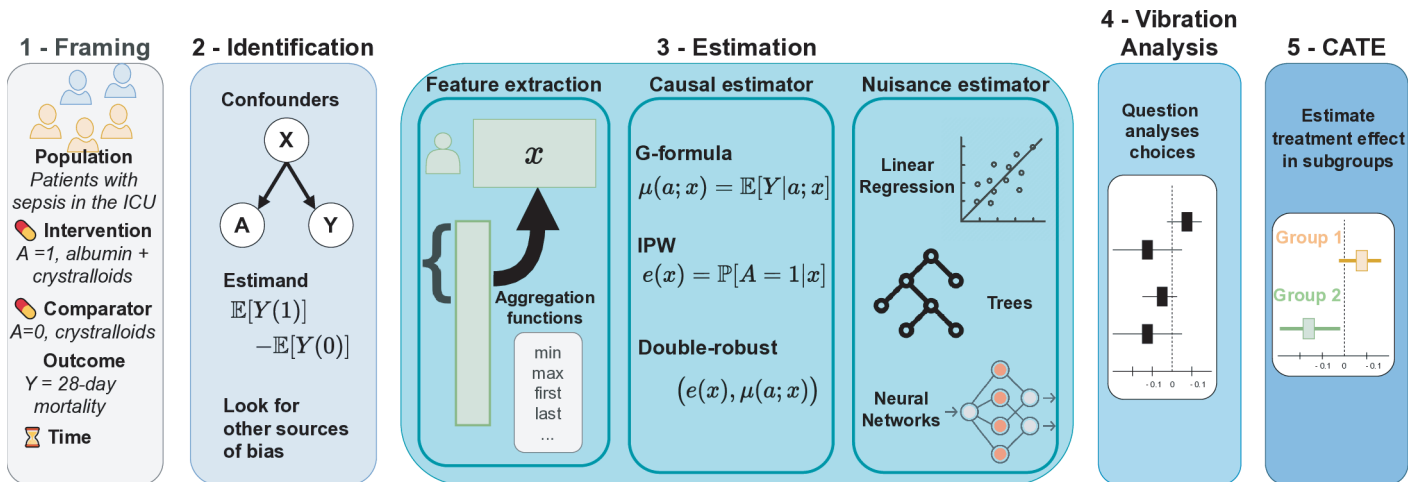 1 - Framing
Population
Patients with
sepsis in the ICU
Intervention
A =1, albumin +
crystralloids
Comparator
A=0, crystralloids
Outcome
Y = 28-day
mortality
Time
2 - Identification
Confounders
X
A
Y
Estimand
𝔼[Y(1)]
−𝔼[Y(0)]
Look for
other sources
of bias
3 - Estimation
Feature extraction
x
{
Aggregation
functions
min
max
first
last
...
Causal estimator
G-formula
μ(a; x) = 𝔼[Y|a; x]
IPW
e(x) = ℙ[A = 1|x]
Double-robust
(e(x), μ(a; x))
Nuisance estimator
Linear
Regression
Trees
Neural
Networks
4 - Vibration
Analysis
Question
analyses
choices
- 0.1 0 - 0.1
5 - CATE
Estimate
treatment effect
in subgroups
Group 1
Group 2
- 0.1 0 - 0.1